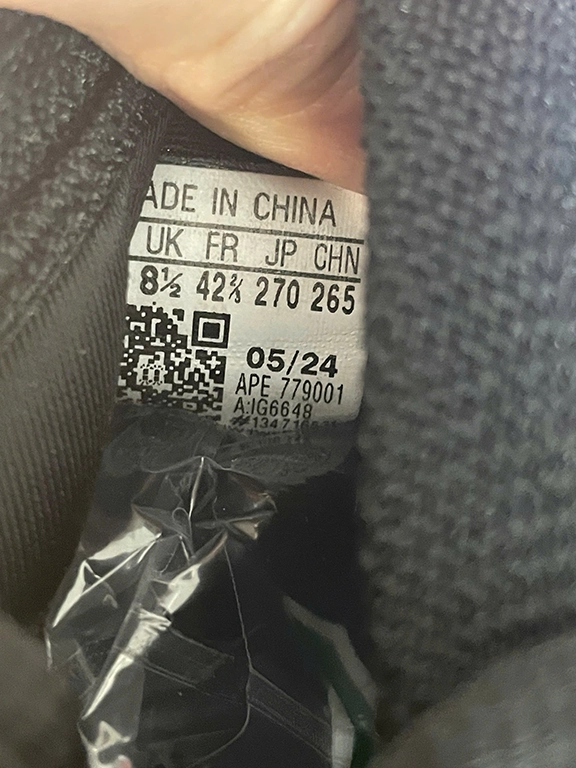 ADE IN CHINA
UK FR JP CHN
8½ 42⅔ 270 265
05/24
APE 779001
A:IG6648